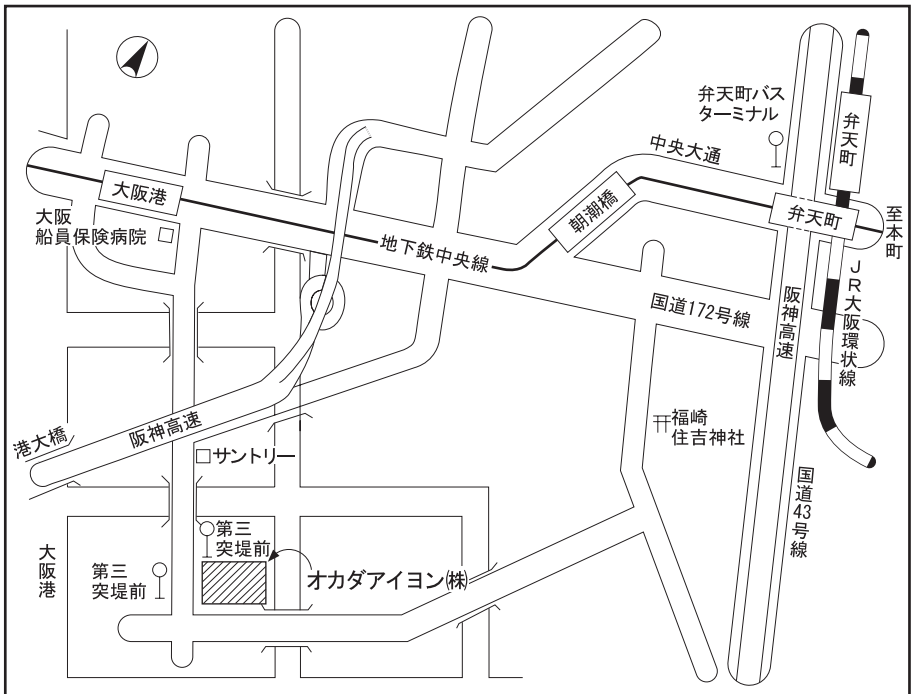 弁天町バス
ターミナル
弁天町
中央大通
大阪港
朝潮橋
弁天町
至本町
大阪
船員保険病院
地下鉄中央線
国道172号線
阪神高速
JR大阪環状線
福崎
住吉神社
港大橋
阪神高速
サントリー
国道43号線
第三
突堤前
大阪港
第三
突堤前
オカダアイヨン㈱